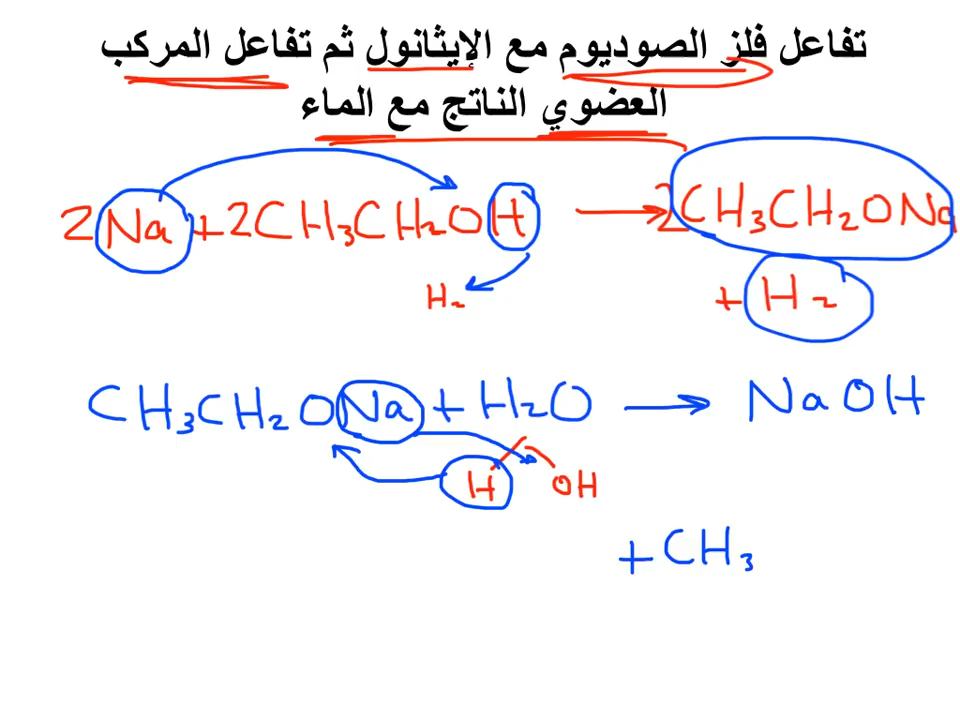 تفاعل فلز الصوديوم مع الإيثانول ثم تفاعل المركب
العضوي الناتج مع الماء
2Na + 2CH₃CH₂OH → 2CH₃CH₂ONa
H₂ + H₂
CH₃CH₂ONa + H₂O → NaOH
H OH
+ CH₃